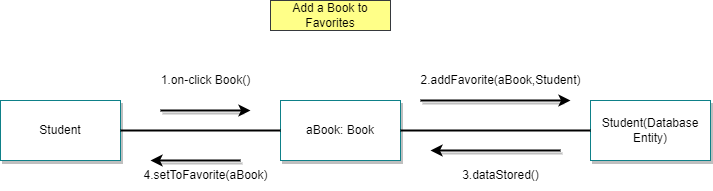 Add a Book to
Favorites
1.on-click Book()
2.addFavorite(aBook,Student)
Student
aBook: Book
Student(Database
Entity)
4.setToFavorite(aBook)
3.dataStored()